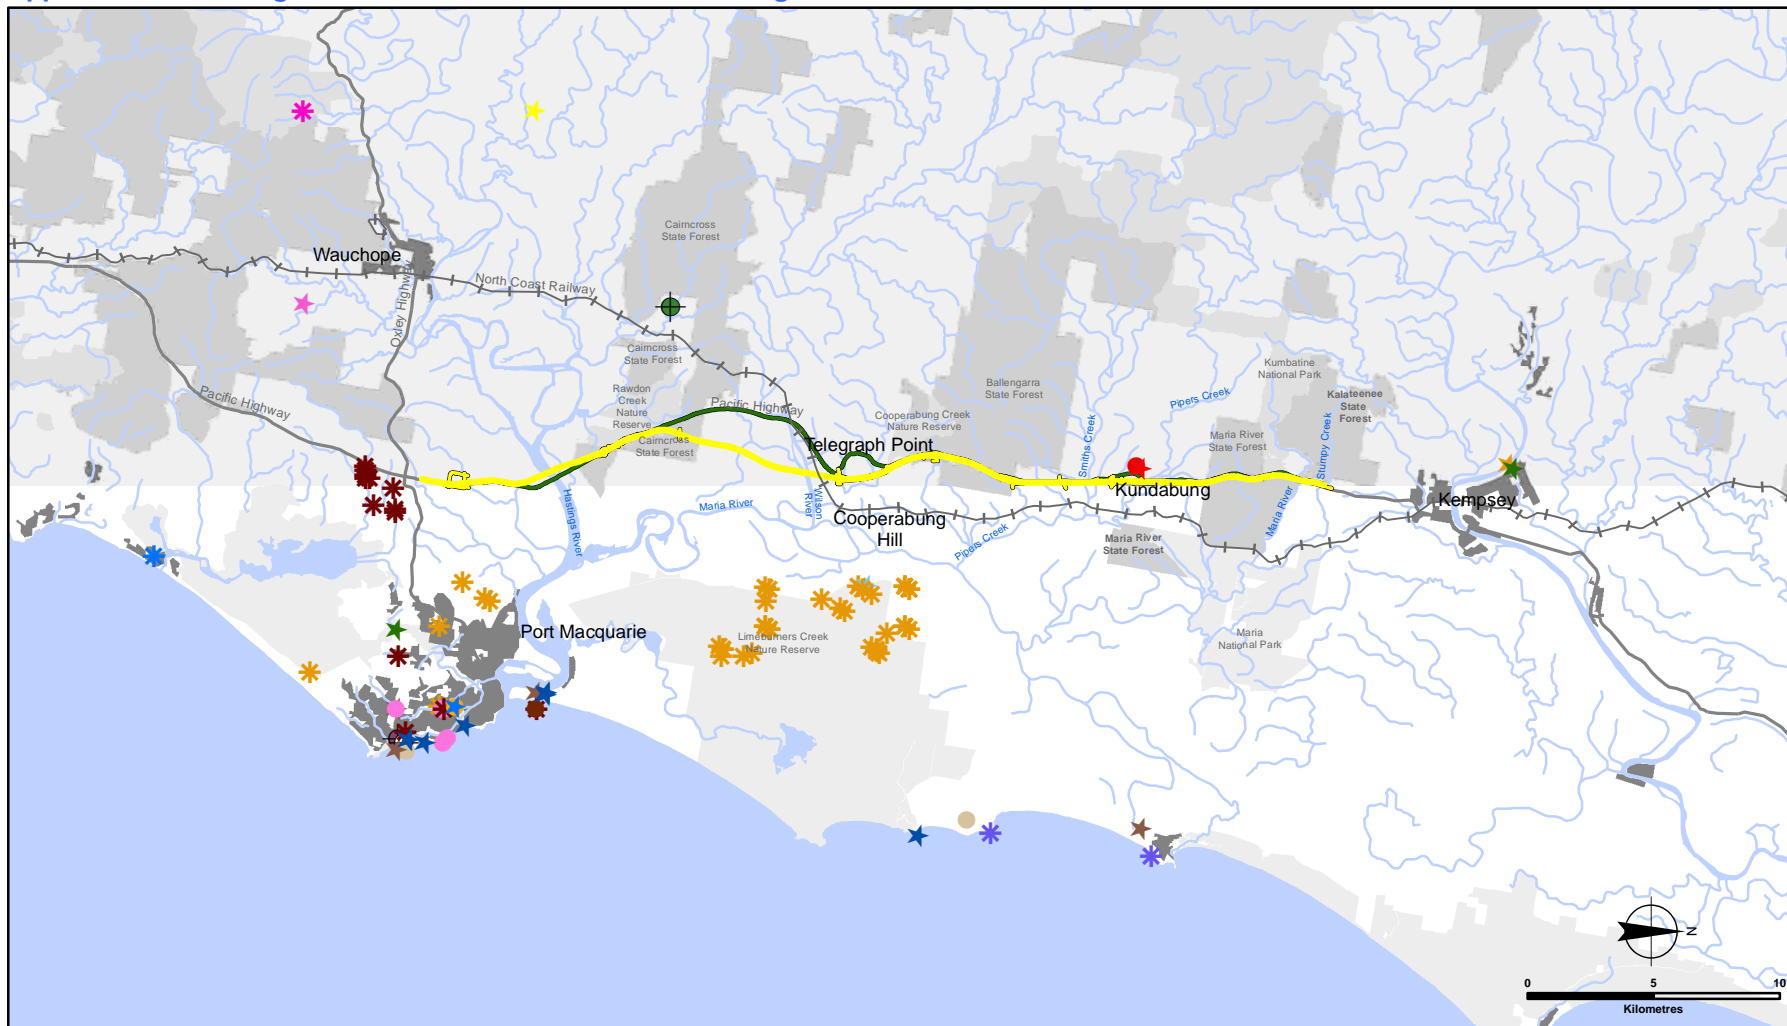 Cairncross
State Forest
Wauchope
North Coast Railway
Oxley Highway
Cairncross
State Forest
Pacific Highway
Rawdon
Creek
Nature
Reserve
Pacific Highway
Cairncross
State Forest
Telegraph Point
Cooperabung Creek
Nature Reserve
Ballengarra
State Forest
Smiths Creek
Pipers Creek
Kumbatine
National Park
Kalateenee
State
Forest
Maria River
State Forest
Stumpy Creek
Kundabung
Kempsey
Hastings River
Maria River
Wilson
River
Cooperabung
Hill
Pipers Creek
Maria River
State Forest
Maria River
Port Macquarie
Limeburners Creek
Nature Reserve
Maria
National Park
N
0
5
10
Kilometres